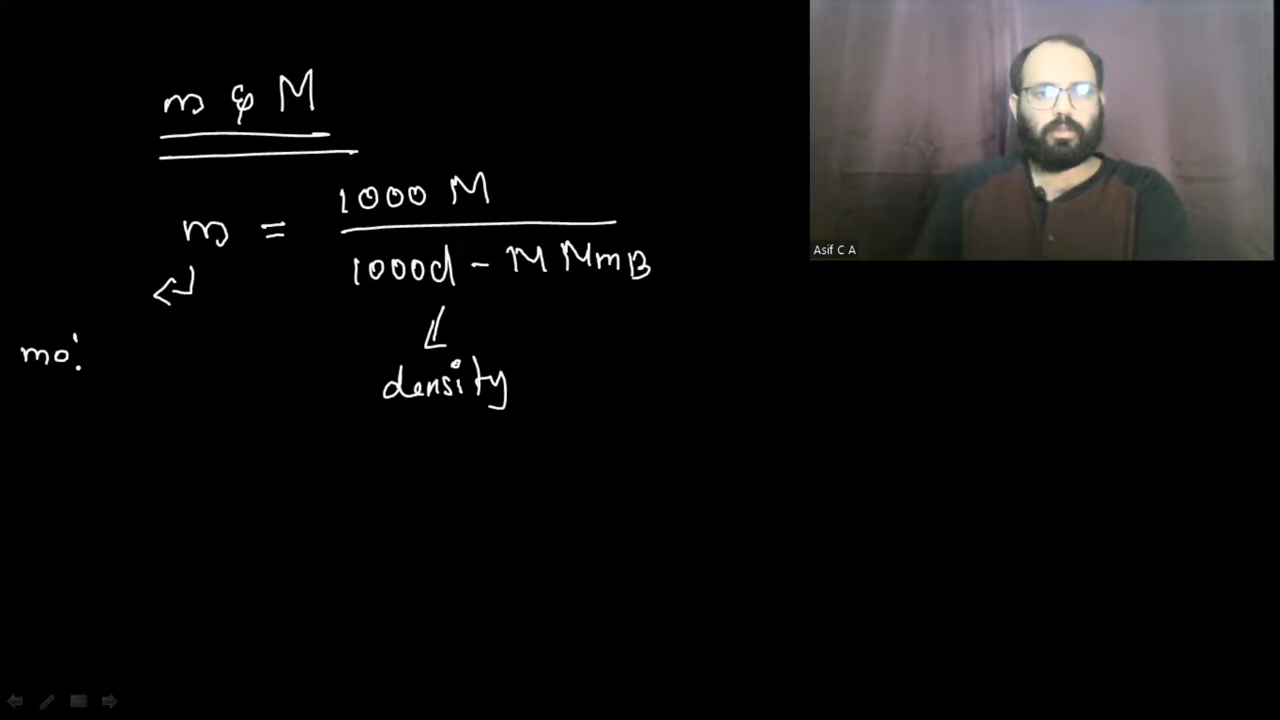 m & M
m = 1000 M
1000d - M MmB
density
mo
Asif C A